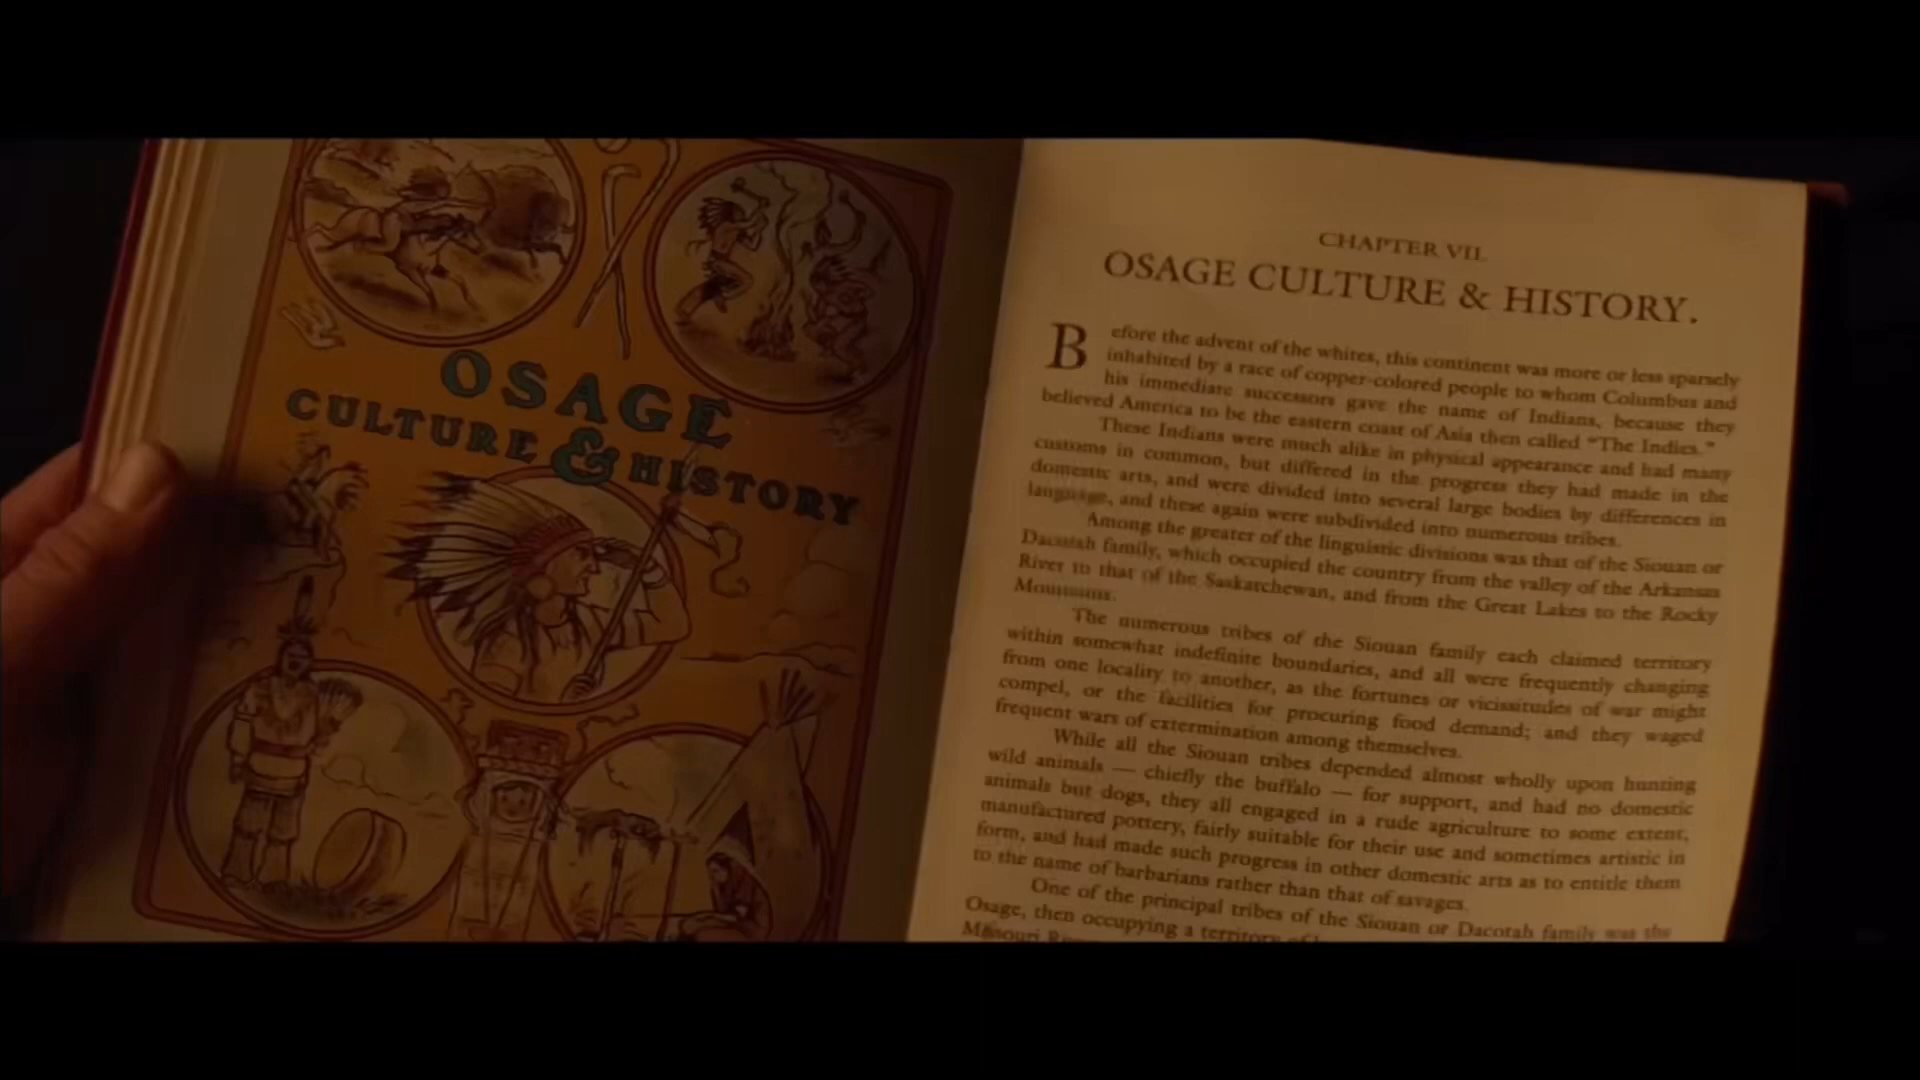 OSAGE
CULTURE & HISTORY
CHAPTER VII.
OSAGE CULTURE & HISTORY.
Before the advent of the whites, this continent was more or less sparsely
inhabited by a race of copper-colored people to whom Columbus and
his immediate successors gave the name of Indians, because they
believed America to be the eastern coast of Asia then called “The Indies.”
These Indians were much alike in physical appearance and had many
customs in common, but differed in the progress they had made in the
domestic arts, and were divided into several large bodies by differences in
language, and these again were subdivided into numerous tribes.
Among the greater of the linguistic divisions was that of the Siouan or
Dacotah family, which occupied the country from the valley of the Arkansas
River to that of the Saskatchewan, and from the Great Lakes to the Rocky
Mountains.
The numerous tribes of the Siouan family each claimed territory
within somewhat indefinite boundaries, and all were frequently changing
from one locality to another, as the fortunes or vicissitudes of war might
compel, or the facilities for procuring food demand; and they waged
frequent wars of extermination among themselves.
While all the Siouan tribes depended almost wholly upon hunting
wild animals — chiefly the buffalo — for support, and had no domestic
animals but dogs, they all engaged in a rude agriculture to some extent,
manufactured pottery, fairly suitable for their use and sometimes artistic in
form, and had made such progress in other domestic arts as to entitle them
to the name of barbarians rather than that of savages.
One of the principal tribes of the Siouan or Dacotah family was the
Osage, then occupying a territory of
Missouri